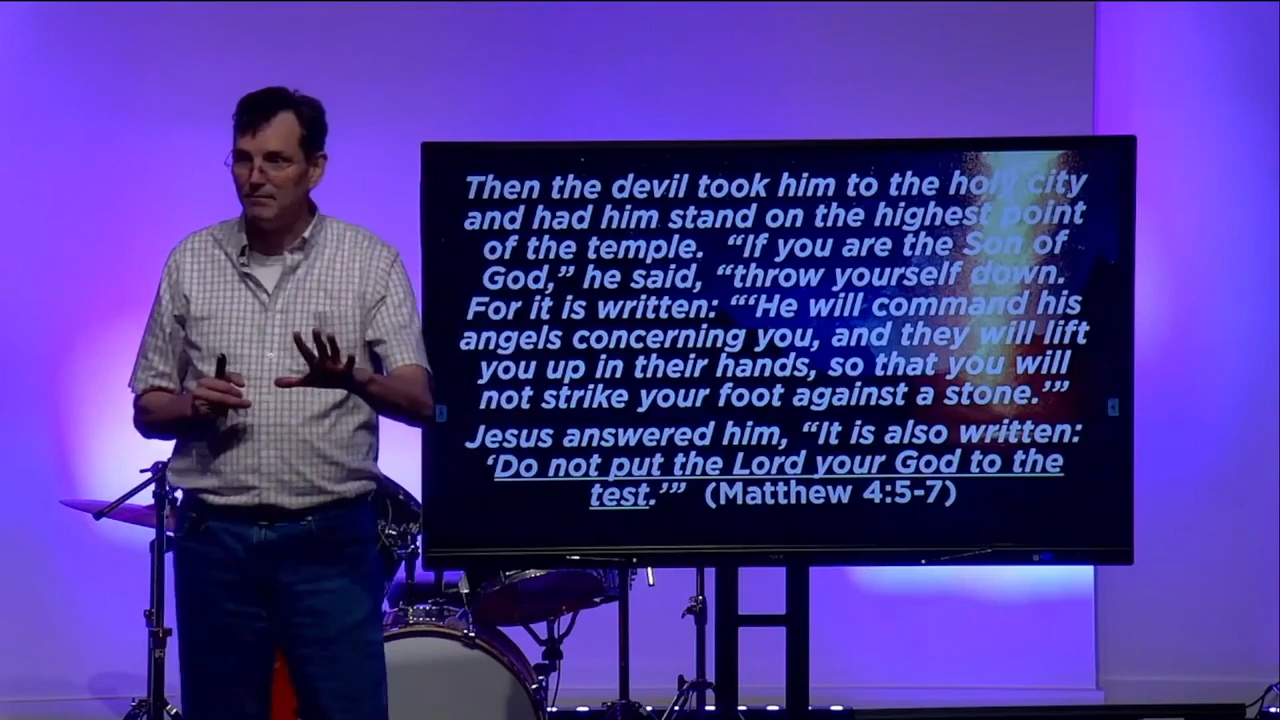 Then the devil took him to the holy city
and had him stand on the highest point
of the temple. “If you are the Son of
God,” he said, “throw yourself down.
For it is written: “‘He will command his
angels concerning you, and they will lift
you up in their hands, so that you will
not strike your foot against a stone.’”
Jesus answered him, “It is also written:
‘Do not put the Lord your God to the
test.’” (Matthew 4:5-7)